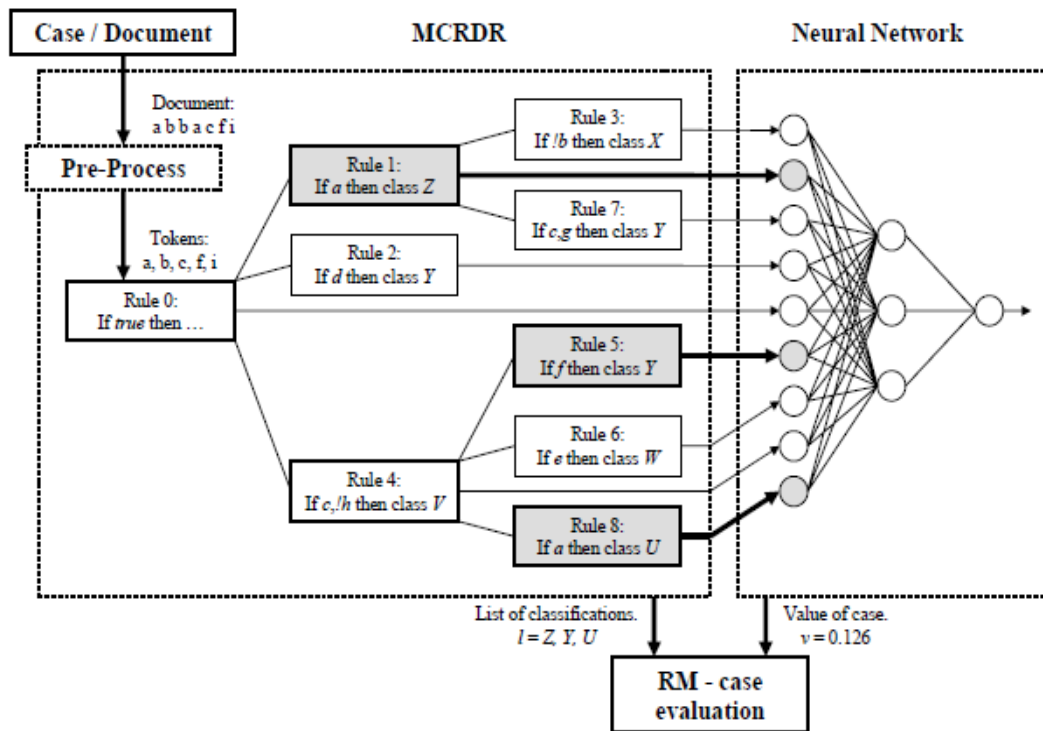 Case / Document
MCRDR
Neural Network
Document:
a b b a c f i
Pre-Process
Tokens:
a, b, c, f, i
Rule 0:
If true then …
Rule 1:
If a then class Z
Rule 2:
If d then class Y
Rule 3:
If !b then class X
Rule 7:
If c,g then class Y
Rule 5:
If f then class Y
Rule 6:
If e then class W
Rule 4:
If c,!h then class V
Rule 8:
If a then class U
List of classifications.
l = Z, Y, U
Value of case.
v = 0.126
RM - case
evaluation